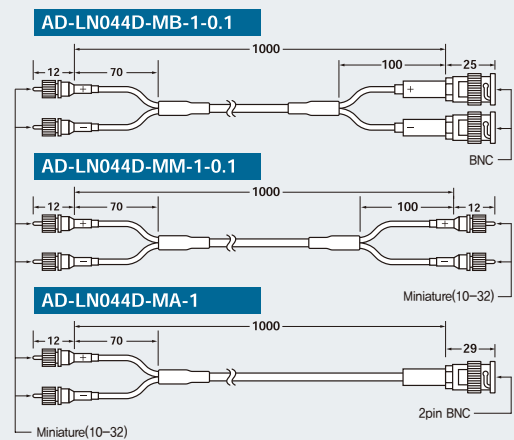 AD-LN044D-MB-1-0.1
1000
12 70 100 25
+ +
− −
BNC
AD-LN044D-MM-1-0.1
1000
12 70 100 12
+ +
− −
Miniature(10-32)
AD-LN044D-MA-1
1000
12 70 29
+
−
2pin BNC
Miniature(10-32)